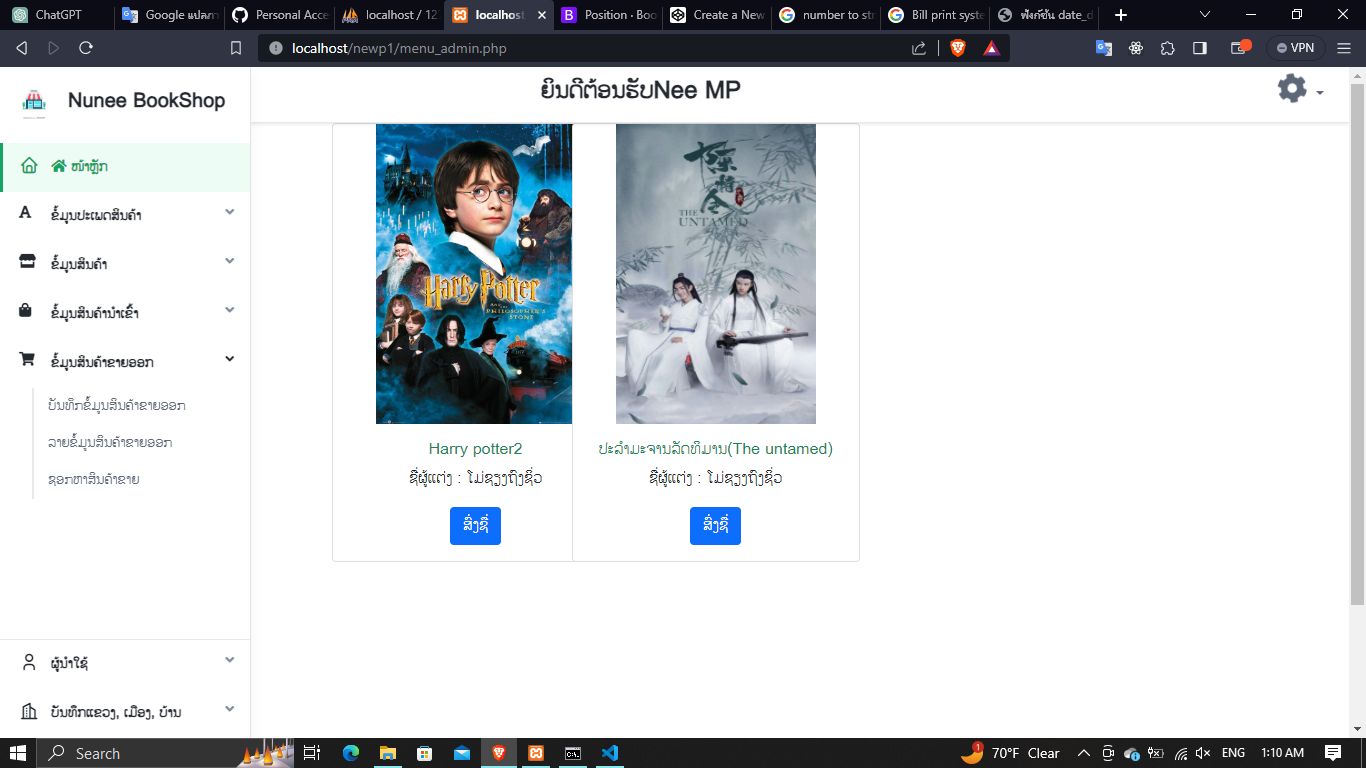 ChatGPT
Google แปลภา
Personal Acce
localhost / 12
localhost
Position · Boo
Create a New
number to str
Bill print syste
ฟังก์ชัน date_d
localhost/newp1/menu_admin.php
VPN
Nunee BookShop
ຍິນດີຕ້ອນຮັບNee MP
ໜ້າຫຼັກ
ຂໍ້ມູນປະເພດສິນຄ້າ
ຂໍ້ມູນສິນຄ້າ
ຂໍ້ມູນສິນຄ້ານຳເຂົ້າ
ຂໍ້ມູນສິນຄ້າຂາຍອອກ
ບັນທຶກຂໍ້ມູນສິນຄ້າຂາຍອອກ
ລາຍຂໍ້ມູນສິນຄ້າຂາຍອອກ
ຊອກຫາສິນຄ້າຂາຍ
ຜູ້ນຳໃຊ້
ບັນທຶກແຂວງ, ເມືອງ, ບ້ານ
Harry Potter
AND THE
PHILOSOPHER'S
STONE
Harry potter2
ຊື່ຜູ້ແຕ່ງ : ໂມ່ຊຽງຖົງຊິ່ວ
ສັ່ງຊື້
陈情令
THE
UNTAMED
ປະລຳມະຈານລັດທິມານ(The untamed)
ຊື່ຜູ້ແຕ່ງ : ໂມ່ຊຽງຖົງຊິ່ວ
ສັ່ງຊື້
Search
1
70°F Clear
ENG
1:10 AM